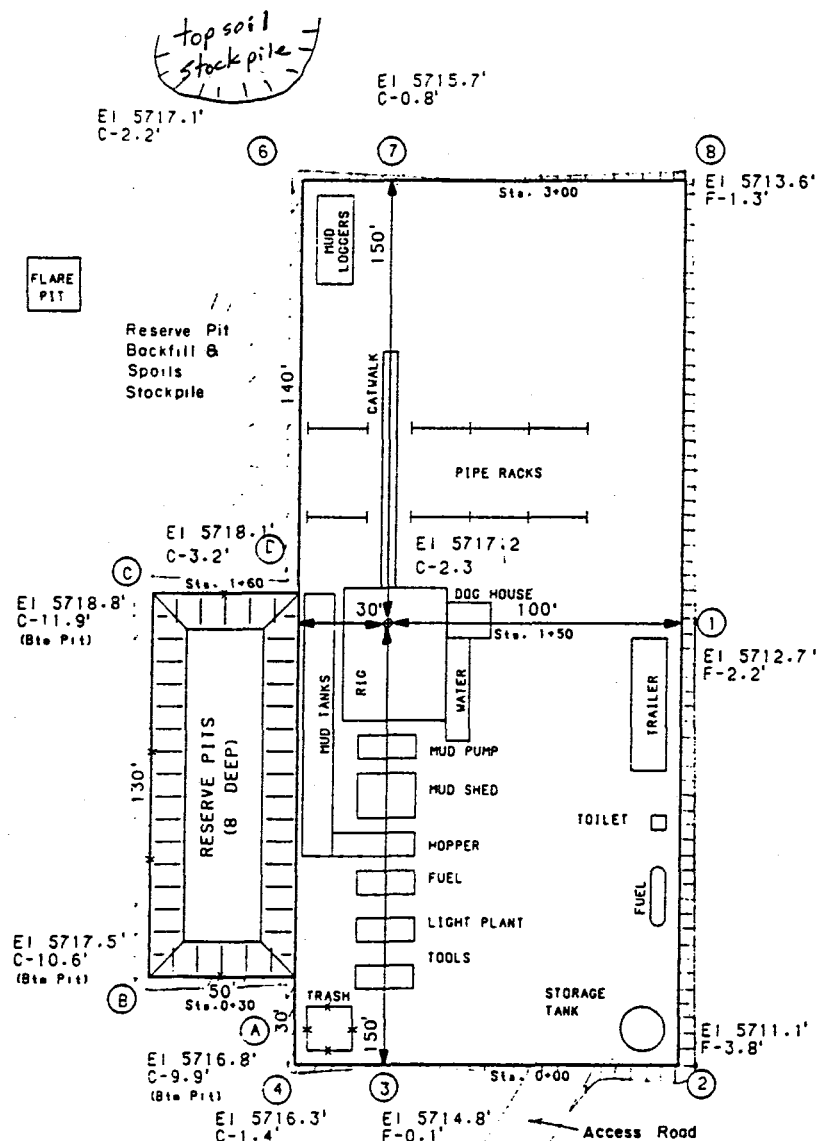 top soil
stockpile
El 5715.7'
C-0.8'
El 5717.1'
C-2.2'
6
7
8
Sta. 3+00
El 5713.6'
F-1.3'
MUD
LOGGERS
150'
FLARE
PIT
Reserve Pit
Backfill &
Spoils
Stockpile
140'
CATWALK
PIPE RACKS
El 5718.1'
C-3.2'
D
El 5717.2
C-2.3
C
Sta. 1+60
DOG HOUSE
El 5718.8'
C-11.9'
(Btm Pit)
30'
100'
Sta. 1+50
1
El 5712.7'
F-2.2'
RIG
WATER
MUD TANKS
TRAILER
MUD PUMP
RESERVE PITS
(8 DEEP)
130'
MUD SHED
TOILET
HOPPER
FUEL
FUEL
LIGHT PLANT
El 5717.5'
C-10.6'
(Btm Pit)
TOOLS
50'
Sta. 0+30
B
TRASH
STORAGE
TANK
A
30'
150'
El 5711.1'
F-3.8'
El 5716.8'
C-9.9'
(Btm Pit)
4
3
Sta. 0+00
2
El 5716.3'
C-1.4'
El 5714.8'
F-0.1'
Access Road